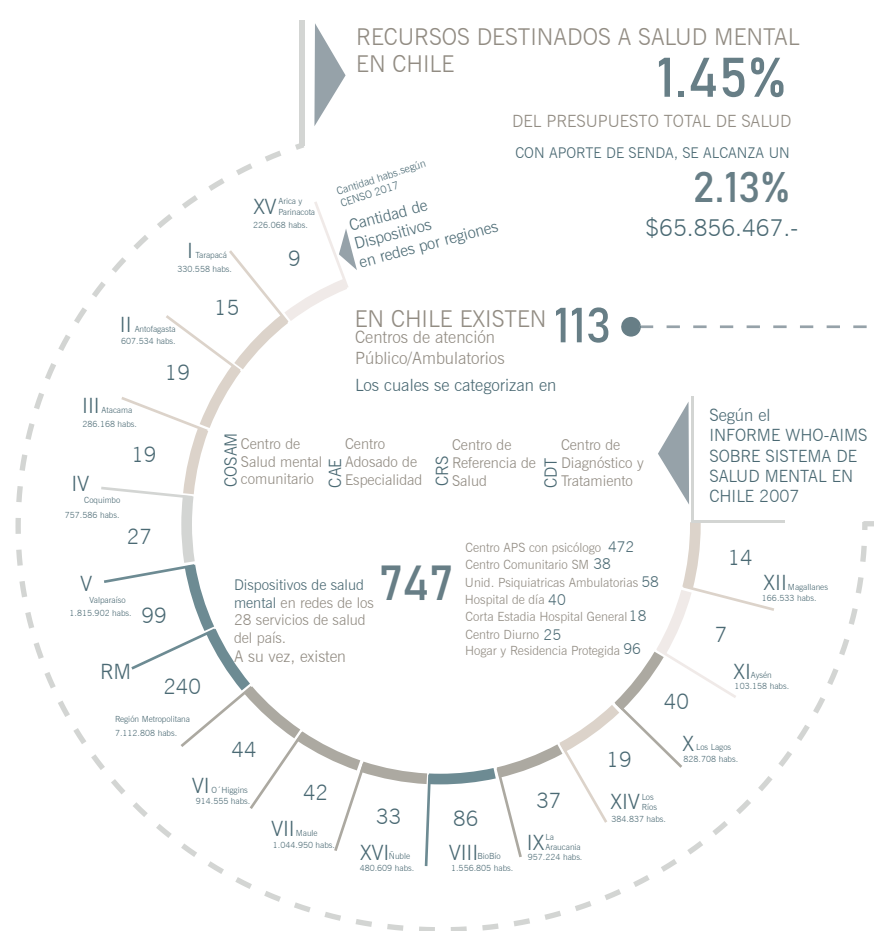 RECURSOS DESTINADOS A SALUD MENTAL
EN CHILE
1.45%
DEL PRESUPUESTO TOTAL DE SALUD
CON APORTE DE SENDA, SE ALCANZA UN
2.13%
$65.856.467.-
Cantidad habs.según
CENSO 2017
Cantidad de
Dispositivos
en redes por regiones
XV Arica y
Parinacota
226.068 habs.
9
I Tarapacá
330.558 habs.
15
II Antofagasta
607.534 habs.
19
III Atacama
286.168 habs.
19
IV
Coquimbo
757.586 habs.
27
V
Valparaíso
1.815.902 habs.
99
RM
240
Región Metropolitana
7.112.808 habs.
44
VI O´Higgins
914.555 habs.
42
VII Maule
1.044.950 habs.
33
XVI Ñuble
480.609 habs.
86
VIII BioBío
1.556.805 habs.
37
IX La
Araucania
957.224 habs.
19
XIV Los
Ríos
384.837 habs.
40
X Los Lagos
828.708 habs.
7
XI Aysén
103.158 habs.
14
XII Magallanes
166.533 habs.
EN CHILE EXISTEN 113
Centros de atención
Público/Ambulatorios
Los cuales se categorizan en
COSAM
Centro de
Salud mental
comunitario
CAE
Centro
Adosado de
Especialidad
CRS
Centro de
Referencia de
Salud
CDT
Centro de
Diagnóstico y
Tratamiento
Según el
INFORME WHO-AIMS
SOBRE SISTEMA DE
SALUD MENTAL EN
CHILE 2007
Dispositivos de salud
mental en redes de los
28 servicios de salud
del país.
A su vez, existen
747
Centro APS con psicólogo 472
Centro Comunitario SM 38
Unid. Psiquiatricas Ambulatorias 58
Hospital de día 40
Corta Estadia Hospital General 18
Centro Diurno 25
Hogar y Residencia Protegida 96